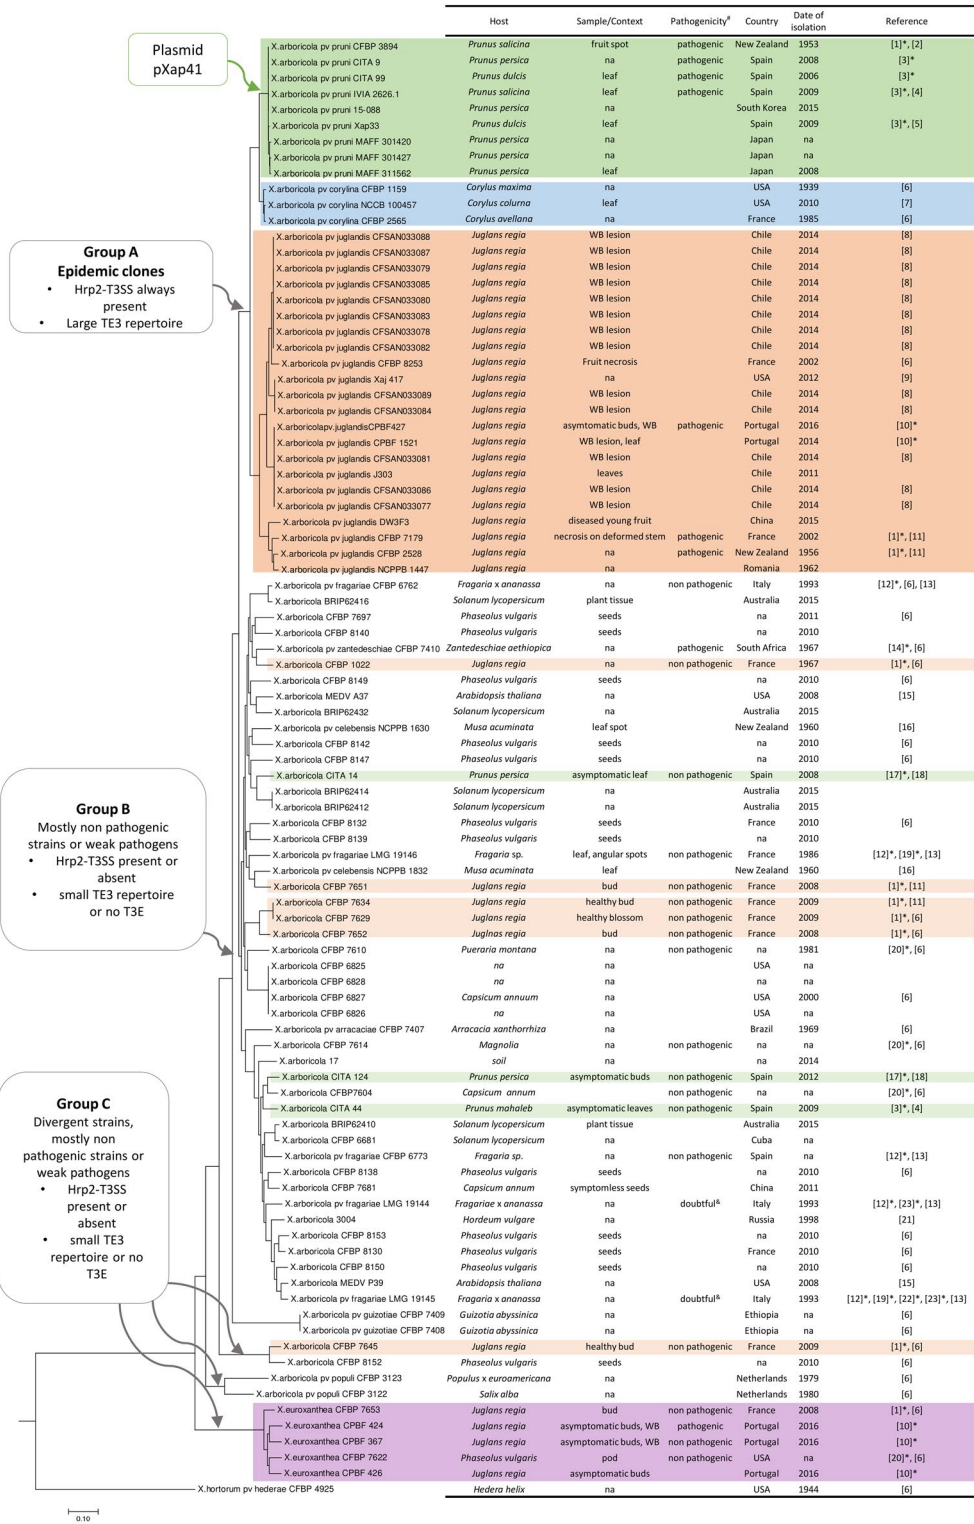 Host Sample/Context Pathogenicity# Country Date of isolation Reference
Plasmid
pXap41
X.arboricola pv pruni CFBP 3894 Prunus salicina fruit spot pathogenic New Zealand 1953 [1]*, [2]
X.arboricola pv pruni CITA 9 Prunus persica na pathogenic Spain 2008 [3]*
X.arboricola pv pruni CITA 99 Prunus dulcis leaf pathogenic Spain 2006 [3]*
X.arboricola pv pruni IVIA 2626.1 Prunus salicina leaf pathogenic Spain 2009 [3]*, [4]
X.arboricola pv pruni 15-088 Prunus persica na South Korea 2015
X.arboricola pv pruni Xap33 Prunus dulcis leaf Spain 2009 [3]*, [5]
X.arboricola pv pruni MAFF 301420 Prunus persica na Japan na
X.arboricola pv pruni MAFF 301427 Prunus persica na Japan na
X.arboricola pv pruni MAFF 311562 Prunus persica leaf Japan 2008
X.arboricola pv corylina CFBP 1159 Corylus maxima na USA 1939 [6]
X.arboricola pv corylina NCCB 100457 Corylus colurna leaf USA 2010 [7]
X.arboricola pv corylina CFBP 2565 Corylus avellana na France 1985 [6]
Group A
Epidemic clones
• Hrp2-T3SS always
present
• Large TE3 repertoire
X.arboricola pv juglandis CFSAN033088 Juglans regia WB lesion Chile 2014 [8]
X.arboricola pv juglandis CFSAN033087 Juglans regia WB lesion Chile 2014 [8]
X.arboricola pv juglandis CFSAN033079 Juglans regia WB lesion Chile 2014 [8]
X.arboricola pv juglandis CFSAN033085 Juglans regia WB lesion Chile 2014 [8]
X.arboricola pv juglandis CFSAN033080 Juglans regia WB lesion Chile 2014 [8]
X.arboricola pv juglandis CFSAN033083 Juglans regia WB lesion Chile 2014 [8]
X.arboricola pv juglandis CFSAN033078 Juglans regia WB lesion Chile 2014 [8]
X.arboricola pv juglandis CFSAN033082 Juglans regia WB lesion Chile 2014 [8]
X.arboricola pv juglandis CFBP 8253 Juglans regia Fruit necrosis France 2002 [6]
X.arboricola pv juglandis Xaj 417 Juglans regia na USA 2012 [9]
X.arboricola pv juglandis CFSAN033089 Juglans regia WB lesion Chile 2014 [8]
X.arboricola pv juglandis CFSAN033084 Juglans regia WB lesion Chile 2014 [8]
X.arboricolapv.juglandisCPBF427 Juglans regia asymtomatic buds, WB pathogenic Portugal 2016 [10]*
X.arboricola pv juglandis CPBF 1521 Juglans regia WB lesion, leaf Portugal 2014 [10]*
X.arboricola pv juglandis CFSAN033081 Juglans regia WB lesion Chile 2014 [8]
X.arboricola pv juglandis J303 Juglans regia leaves Chile 2011
X.arboricola pv juglandis CFSAN033086 Juglans regia WB lesion Chile 2014 [8]
X.arboricola pv juglandis CFSAN033077 Juglans regia WB lesion Chile 2014 [8]
X.arboricola pv juglandis DW3F3 Juglans regia diseased young fruit China 2015
X.arboricola pv juglandis CFBP 7179 Juglans regia necrosis on deformed stem pathogenic France 2002 [1]*, [11]
X.arboricola pv juglandis CFBP 2528 Juglans regia na pathogenic New Zealand 1956 [1]*, [11]
X.arboricola pv juglandis NCPPB 1447 Juglans regia na Romania 1962
X.arboricola pv fragariae CFBP 6762 Fragaria x ananassa na non pathogenic Italy 1993 [12]*, [6], [13]
X.arboricola BRIP62416 Solanum lycopersicum plant tissue Australia 2015
X.arboricola CFBP 7697 Phaseolus vulgaris seeds na 2011 [6]
X.arboricola CFBP 8140 Phaseolus vulgaris seeds na 2010
X.arboricola pv zantedeschiae CFBP 7410 Zantedeschiae aethiopica na pathogenic South Africa 1967 [14]*, [6]
X.arboricola CFBP 1022 Juglans regia na non pathogenic France 1967 [1]*, [6]
X.arboricola CFBP 8149 Phaseolus vulgaris seeds na 2010 [6]
X.arboricola MEDV A37 Arabidopsis thaliana na USA 2008 [15]
X.arboricola BRIP62432 Solanum lycopersicum na Australia 2015
X.arboricola pv celebensis NCPPB 1630 Musa acuminata leaf spot New Zealand 1960 [16]
X.arboricola CFBP 8142 Phaseolus vulgaris seeds na 2010 [6]
X.arboricola CFBP 8147 Phaseolus vulgaris seeds na 2010 [6]
X.arboricola CITA 14 Prunus persica asymptomatic leaf non pathogenic Spain 2008 [17]*, [18]
X.arboricola BRIP62414 Solanum lycopersicum na Australia 2015
X.arboricola BRIP62412 Solanum lycopersicum na Australia 2015
Group B
Mostly non pathogenic
strains or weak pathogens
• Hrp2-T3SS present or
absent
• small TE3 repertoire
or no T3E
X.arboricola CFBP 8132 Phaseolus vulgaris seeds France 2010 [6]
X.arboricola CFBP 8139 Phaseolus vulgaris seeds na 2010
X.arboricola pv fragariae LMG 19146 Fragaria sp. leaf, angular spots non pathogenic France 1986 [12]*, [19]*, [13]
X.arboricola pv celebensis NCPPB 1832 Musa acuminata leaf New Zealand 1960 [16]
X.arboricola CFBP 7651 Juglans regia bud non pathogenic France 2008 [1]*, [11]
X.arboricola CFBP 7634 Juglans regia healthy bud non pathogenic France 2009 [1]*, [11]
X.arboricola CFBP 7629 Juglans regia healthy blossom non pathogenic France 2009 [1]*, [6]
X.arboricola CFBP 7652 Juglnas regia bud non pathogenic France 2008 [1]*, [6]
X.arboricola CFBP 7610 Pueraria montana na non pathogenic na 1981 [20]*, [6]
X.arboricola CFBP 6825 na na USA na
X.arboricola CFBP 6828 na na na na
X.arboricola CFBP 6827 Capsicum annuum na USA 2000 [6]
X.arboricola CFBP 6826 na na USA na
X.arboricola pv arracaciae CFBP 7407 Arracacia xanthorrhiza na Brazil 1969 [6]
X.arboricola CFBP 7614 Magnolia na non pathogenic na na [20]*, [6]
X.arboricola 17 soil na na 2014
X.arboricola CITA 124 Prunus persica asymptomatic buds non pathogenic Spain 2012 [17]*, [18]
X.arboricola CFBP7604 Capsicum annum na non pathogenic na na [20]*, [6]
X.arboricola CITA 44 Prunus mahaleb asymptomatic leaves non pathogenic Spain 2009 [3]*, [4]
Group C
Divergent strains,
mostly non
pathogenic strains or
weak pathogens
• Hrp2-T3SS
present or
absent
• small TE3
repertoire or no
T3E
X.arboricola BRIP62410 Solanum lycopersicum plant tissue Australia 2015
X.arboricola CFBP 6681 Solanum lycopersicum na Cuba na
X.arboricola pv fragariae CFBP 6773 Fragaria sp. na non pathogenic Spain na [12]*, [13]
X.arboricola CFBP 8138 Phaseolus vulgaris seeds na 2010 [6]
X.arboricola CFBP 7681 Capsicum annum symptomless seeds China 2011
X.arboricola pv fragariae LMG 19144 Fragariae x ananassa na doubtful& Italy 1993 [12]*, [23]*, [13]
X.arboricola 3004 Hordeum vulgare na Russia 1998 [21]
X.arboricola CFBP 8153 Phaseolus vulgaris seeds na 2010 [6]
X.arboricola CFBP 8130 Phaseolus vulgaris seeds France 2010 [6]
X.arboricola CFBP 8150 Phaseolus vulgaris seeds na 2010 [6]
X.arboricola MEDV P39 Arabidopsis thaliana na USA 2008 [15]
X.arboricola pv fragariae LMG 19145 Fragaria x ananassa na doubtful& Italy 1993 [12]*, [19]*, [22]*, [23]*, [13]
X.arboricola pv guizotiae CFBP 7409 Guizotia abyssinica na Ethiopia na [6]
X.arboricola pv guizotiae CFBP 7408 Guizotia abyssinica na Ethiopia na [6]
X.arboricola CFBP 7645 Juglans regia healthy bud non pathogenic France 2009 [1]*, [6]
X.arboricola CFBP 8152 Phaseolus vulgaris seeds na 2010 [6]
X.arboricola pv populi CFBP 3123 Populus x euroamericana na Netherlands 1979 [6]
X.arboricola pv populi CFBP 3122 Salix alba na Netherlands 1980 [6]
X.euroxanthea CFBP 7653 Juglans regia bud non pathogenic France 2008 [1]*, [6]
X.euroxanthea CPBF 424 Juglans regia asymptomatic buds, WB pathogenic Portugal 2016 [10]*
X.euroxanthea CPBF 367 Juglans regia asymptomatic buds, WB non pathogenic Portugal 2016 [10]*
X.euroxanthea CFBP 7622 Phaseolus vulgaris pod non pathogenic USA na [20]*, [6]
X.euroxanthea CPBF 426 Juglans regia asymptomatic buds Portugal 2016 [10]*
X.hortorum pv hederae CFBP 4925 Hedera helix na USA 1944 [6]
0.10